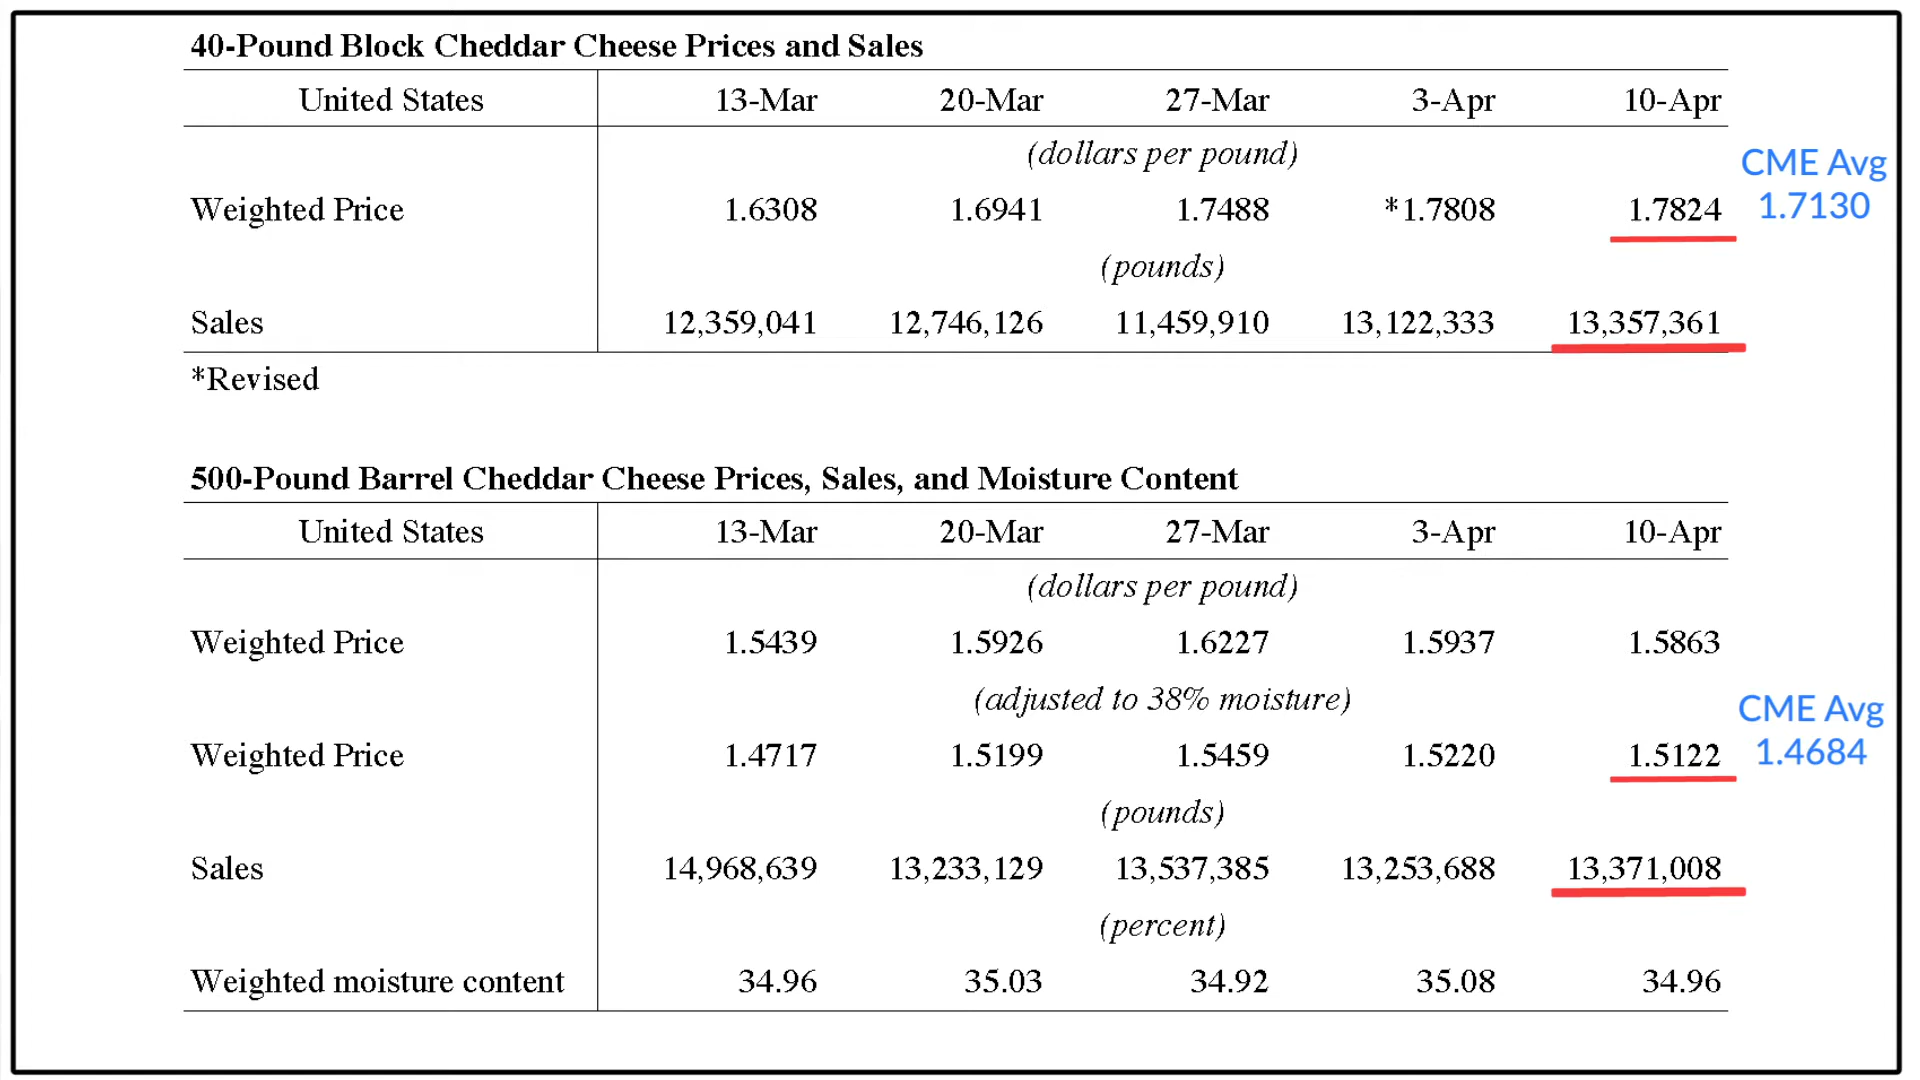 40-Pound Block Cheddar Cheese Prices and Sales
United States 13-Mar 20-Mar 27-Mar 3-Apr 10-Apr
(dollars per pound)
CME Avg
Weighted Price 1.6308 1.6941 1.7488 *1.7808 1.7824 1.7130
(pounds)
Sales 12,359,041 12,746,126 11,459,910 13,122,333 13,357,361
*Revised
500-Pound Barrel Cheddar Cheese Prices, Sales, and Moisture Content
United States 13-Mar 20-Mar 27-Mar 3-Apr 10-Apr
(dollars per pound)
Weighted Price 1.5439 1.5926 1.6227 1.5937 1.5863
(adjusted to 38% moisture)
CME Avg
Weighted Price 1.4717 1.5199 1.5459 1.5220 1.5122 1.4684
(pounds)
Sales 14,968,639 13,233,129 13,537,385 13,253,688 13,371,008
(percent)
Weighted moisture content 34.96 35.03 34.92 35.08 34.96